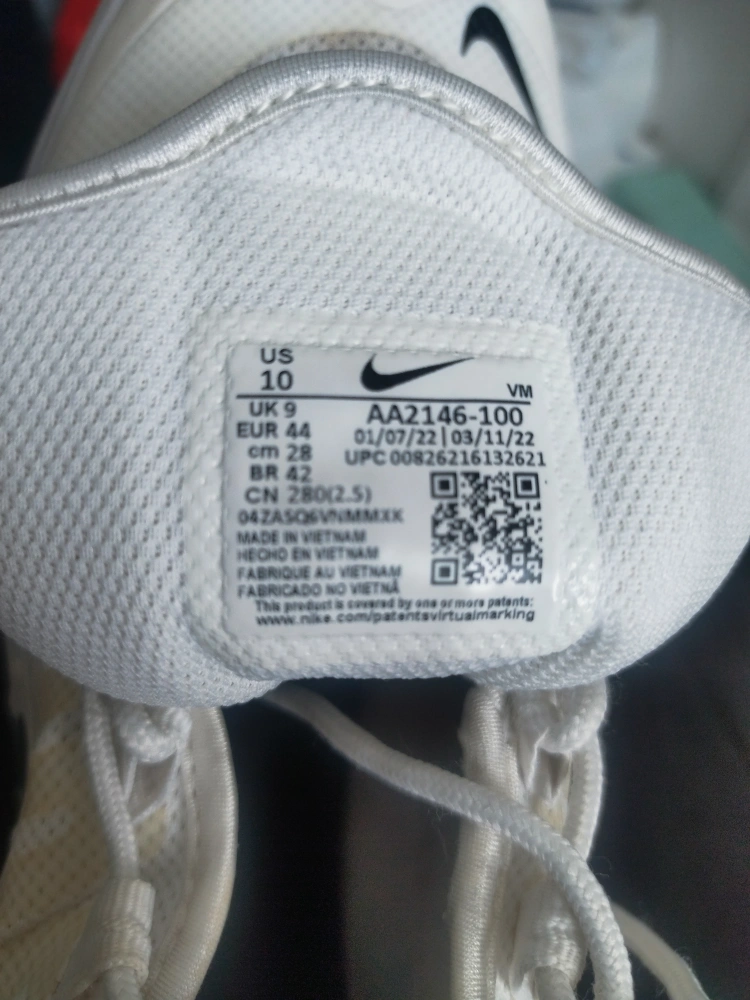 US
10
VM
UK 9
EUR 44
cm 28
BR 42
CN 280(2.5)
AA2146-100
01/07/22 | 03/11/22
UPC 00826216132621
04ZASQ6VNMMXK
MADE IN VIETNAM
HECHO EN VIETNAM
FABRIQUE AU VIETNAM
FABRICADO NO VIETNÃ
This product is covered by one or more patents:
www.nike.com/patentsvirtualmarking